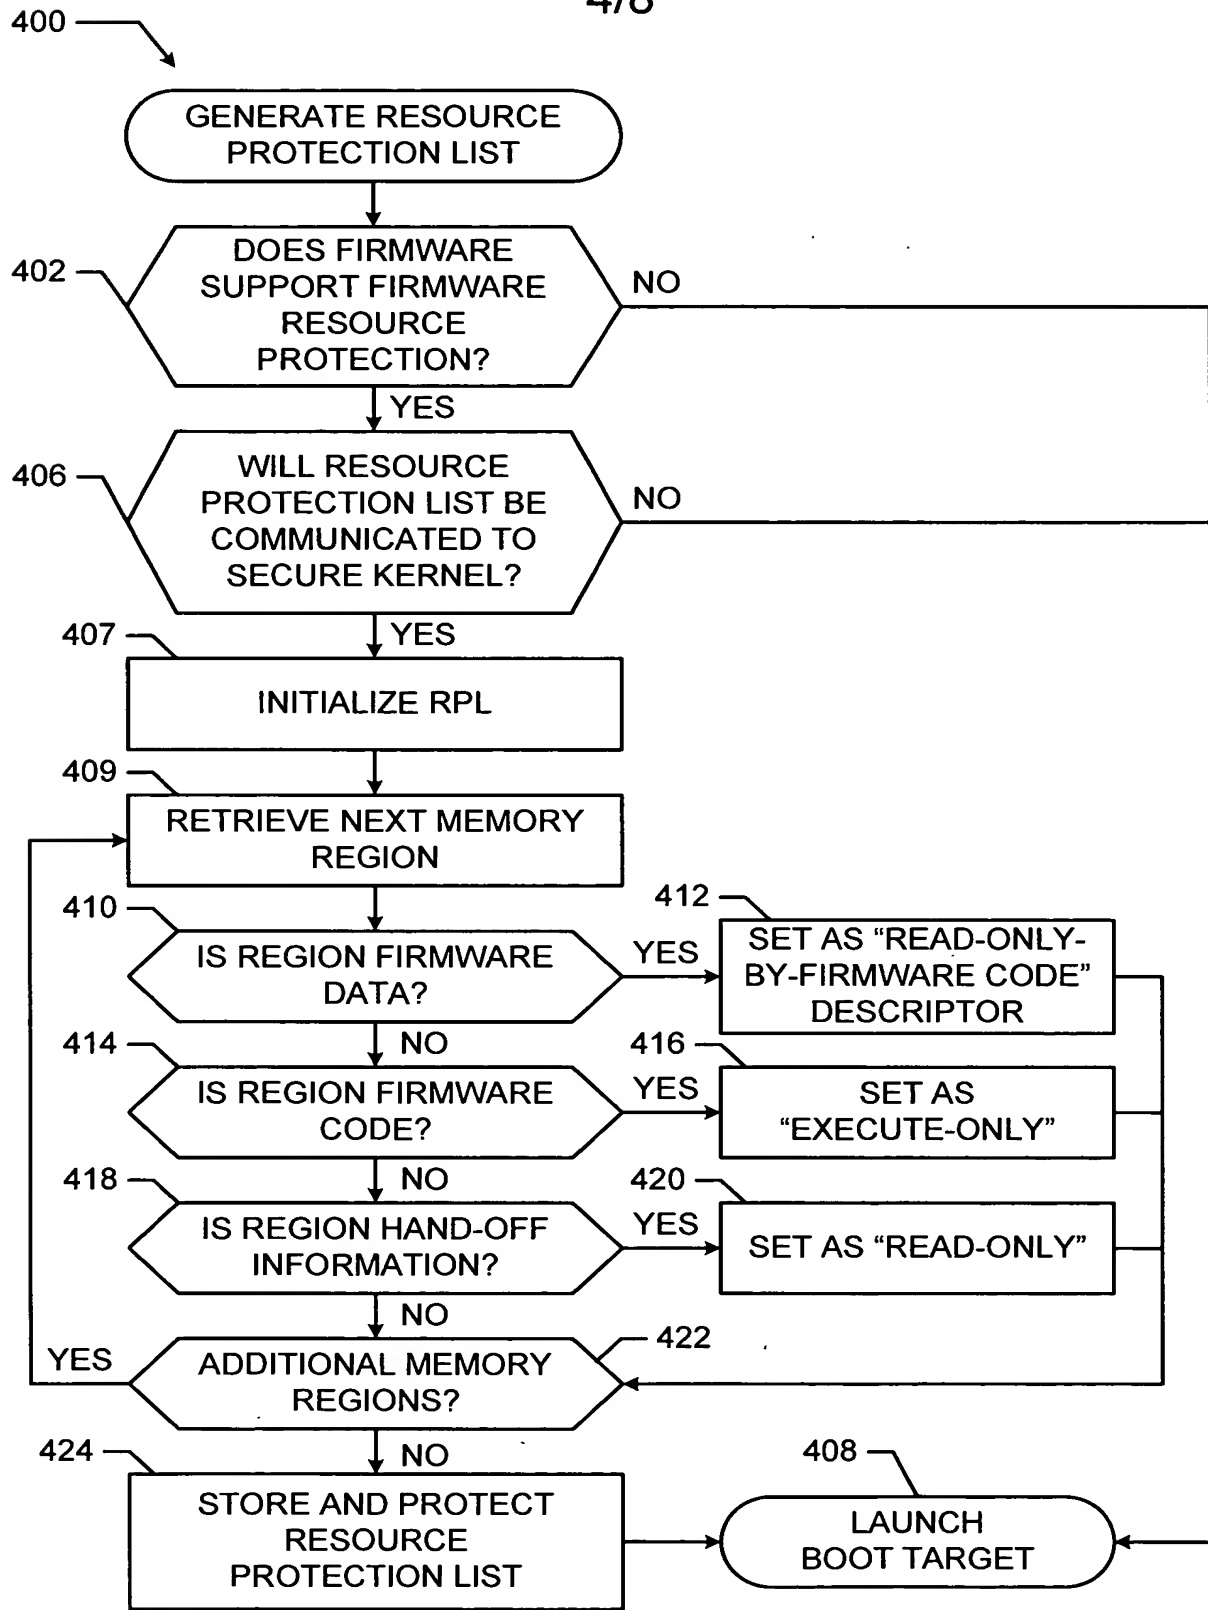 4/8
400
GENERATE RESOURCE
PROTECTION LIST
402
DOES FIRMWARE
SUPPORT FIRMWARE
RESOURCE
PROTECTION?
NO
YES
406
WILL RESOURCE
PROTECTION LIST BE
COMMUNICATED TO
SECURE KERNEL?
NO
YES
407
INITIALIZE RPL
409
RETRIEVE NEXT MEMORY
REGION
410
IS REGION FIRMWARE
DATA?
YES
412
SET AS “READ-ONLY-
BY-FIRMWARE CODE”
DESCRIPTOR
NO
414
IS REGION FIRMWARE
CODE?
YES
416
SET AS
“EXECUTE-ONLY”
NO
418
IS REGION HAND-OFF
INFORMATION?
YES
420
SET AS “READ-ONLY”
NO
422
YES
ADDITIONAL MEMORY
REGIONS?
NO
424
STORE AND PROTECT
RESOURCE
PROTECTION LIST
408
LAUNCH
BOOT TARGET